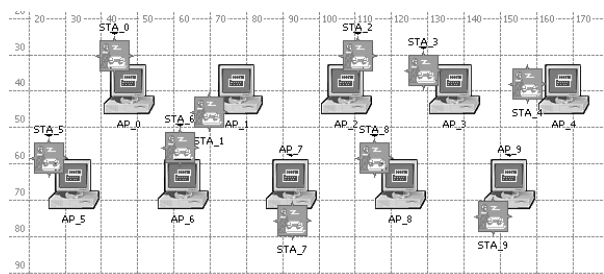 20
20 30 40 50 60 70 80 90 100 110 120 130 140 150 160 170
STA_0 STA_2
30 STA_3
40
STA_4
AP_0 AP_1 AP_2 AP_3 AP_4
50 STA_5 STA_6 STA_1 STA_8
60 AP_7 AP_9
70
AP_5 AP_6 AP_8
80 STA_7 STA_9
90